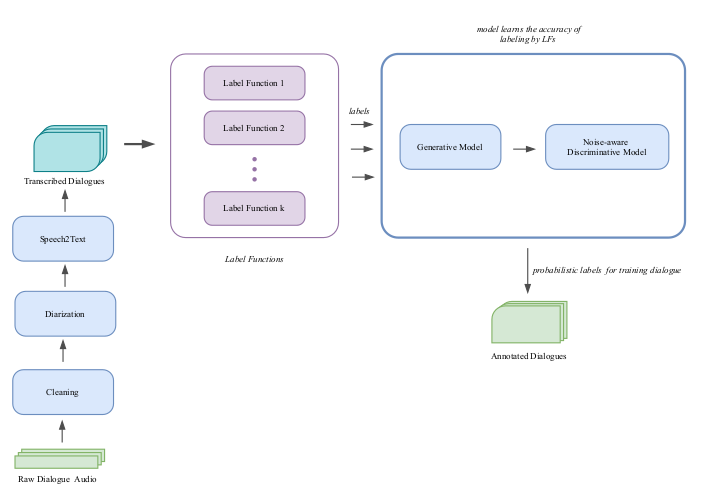 model learns the accuracy of
labeling by LFs
Label Function 1
labels
Label Function 2
Generative Model
Noise-aware
Discriminative Model
Transcribed Dialogues
Label Function k
Speech2Text
Label Functions
probabilistic labels for training dialogue
Diarization
Annotated Dialogues
Cleaning
Raw Dialogue Audio